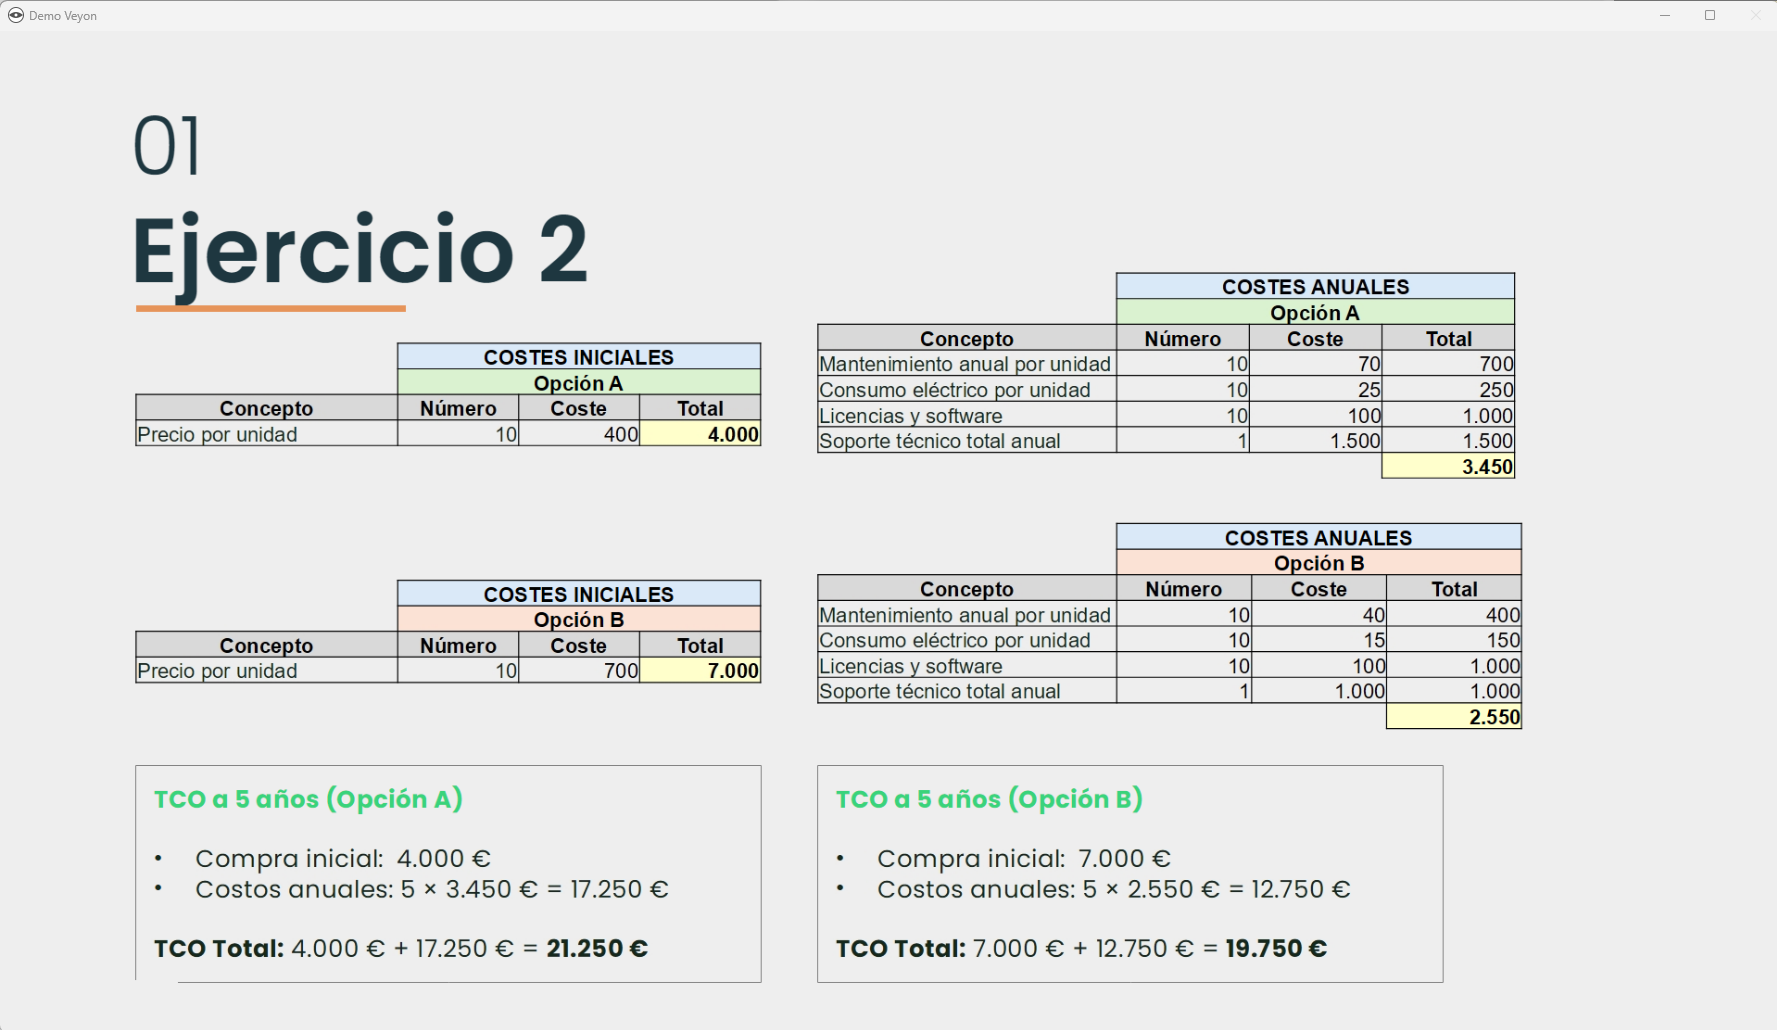 Demo Veyon
01
Ejercicio 2
COSTES INICIALES
Opción A
Concepto Número Coste Total
Precio por unidad 10 400 4.000
COSTES ANUALES
Opción A
Concepto Número Coste Total
Mantenimiento anual por unidad 10 70 700
Consumo eléctrico por unidad 10 25 250
Licencias y software 10 100 1.000
Soporte técnico total anual 1 1.500 1.500
3.450
COSTES INICIALES
Opción B
Concepto Número Coste Total
Precio por unidad 10 700 7.000
COSTES ANUALES
Opción B
Concepto Número Coste Total
Mantenimiento anual por unidad 10 40 400
Consumo eléctrico por unidad 10 15 150
Licencias y software 10 100 1.000
Soporte técnico total anual 1 1.000 1.000
2.550
TCO a 5 años (Opción A)
• Compra inicial: 4.000 €
• Costos anuales: 5 × 3.450 € = 17.250 €
TCO Total: 4.000 € + 17.250 € = 21.250 €
TCO a 5 años (Opción B)
• Compra inicial: 7.000 €
• Costos anuales: 5 × 2.550 € = 12.750 €
TCO Total: 7.000 € + 12.750 € = 19.750 €